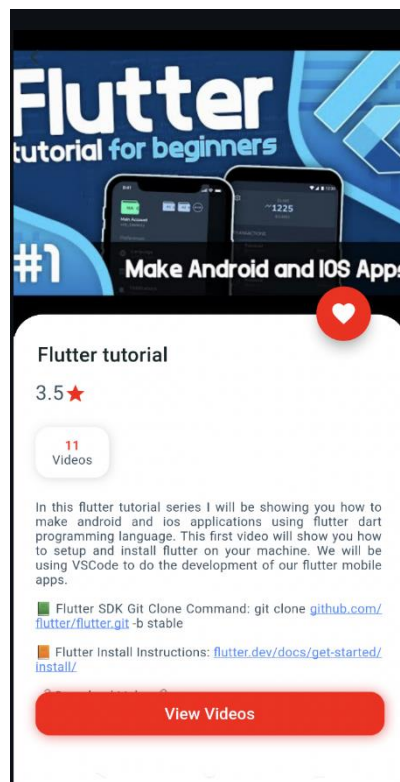 Flutter
tutorial for beginners
1225
#1
Make Android and IOS Apps
Flutter tutorial
3.5
11
Videos
In this flutter tutorial series I will be showing you how to
make android and ios applications using flutter dart
programming language. This first video will show you how
to setup and install flutter on your machine. We will be
using VSCode to do the development of our flutter mobile
apps.
Flutter SDK Git Clone Command: git clone github.com/
flutter/flutter.git -b stable
Flutter Install Instructions: flutter.dev/docs/get-started/
install/
View Videos